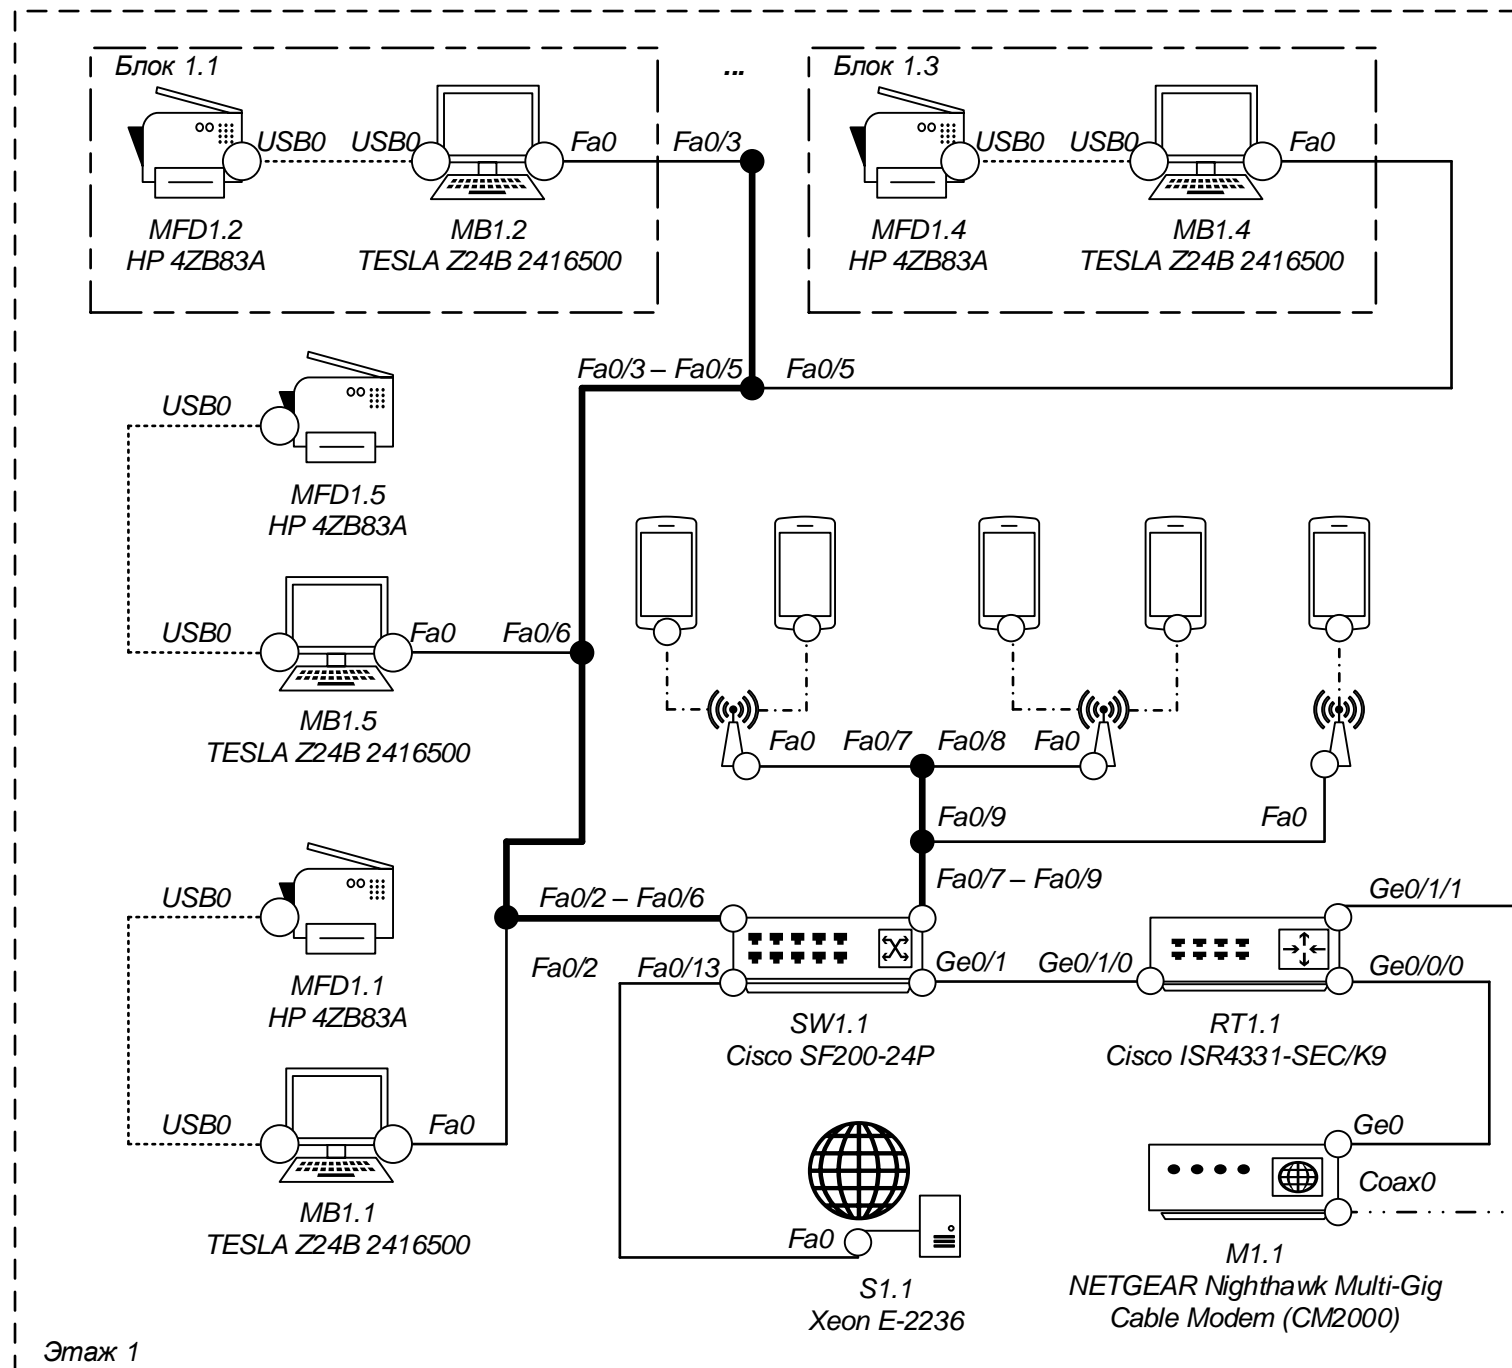 Блок 1.1
...
Блок 1.3
USB0
USB0
Fa0
Fa0/3
USB0
USB0
Fa0
MFD1.2
HP 4ZB83A
MB1.2
TESLA Z24B 2416500
MFD1.4
HP 4ZB83A
MB1.4
TESLA Z24B 2416500
Fa0/3 – Fa0/5
Fa0/5
USB0
MFD1.5
HP 4ZB83A
USB0
Fa0
Fa0/6
MB1.5
TESLA Z24B 2416500
Fa0
Fa0/7
Fa0/8
Fa0
Fa0/9
Fa0
Fa0/7 – Fa0/9
USB0
Fa0/2 – Fa0/6
Ge0/1/1
Fa0/2
Fa0/13
Ge0/1
Ge0/1/0
Ge0/0/0
MFD1.1
HP 4ZB83A
SW1.1
Cisco SF200-24P
RT1.1
Cisco ISR4331-SEC/K9
USB0
Fa0
Ge0
Coax0
MB1.1
TESLA Z24B 2416500
Fa0
S1.1
Xeon E-2236
M1.1
NETGEAR Nighthawk Multi-Gig
Cable Modem (CM2000)
Этаж 1